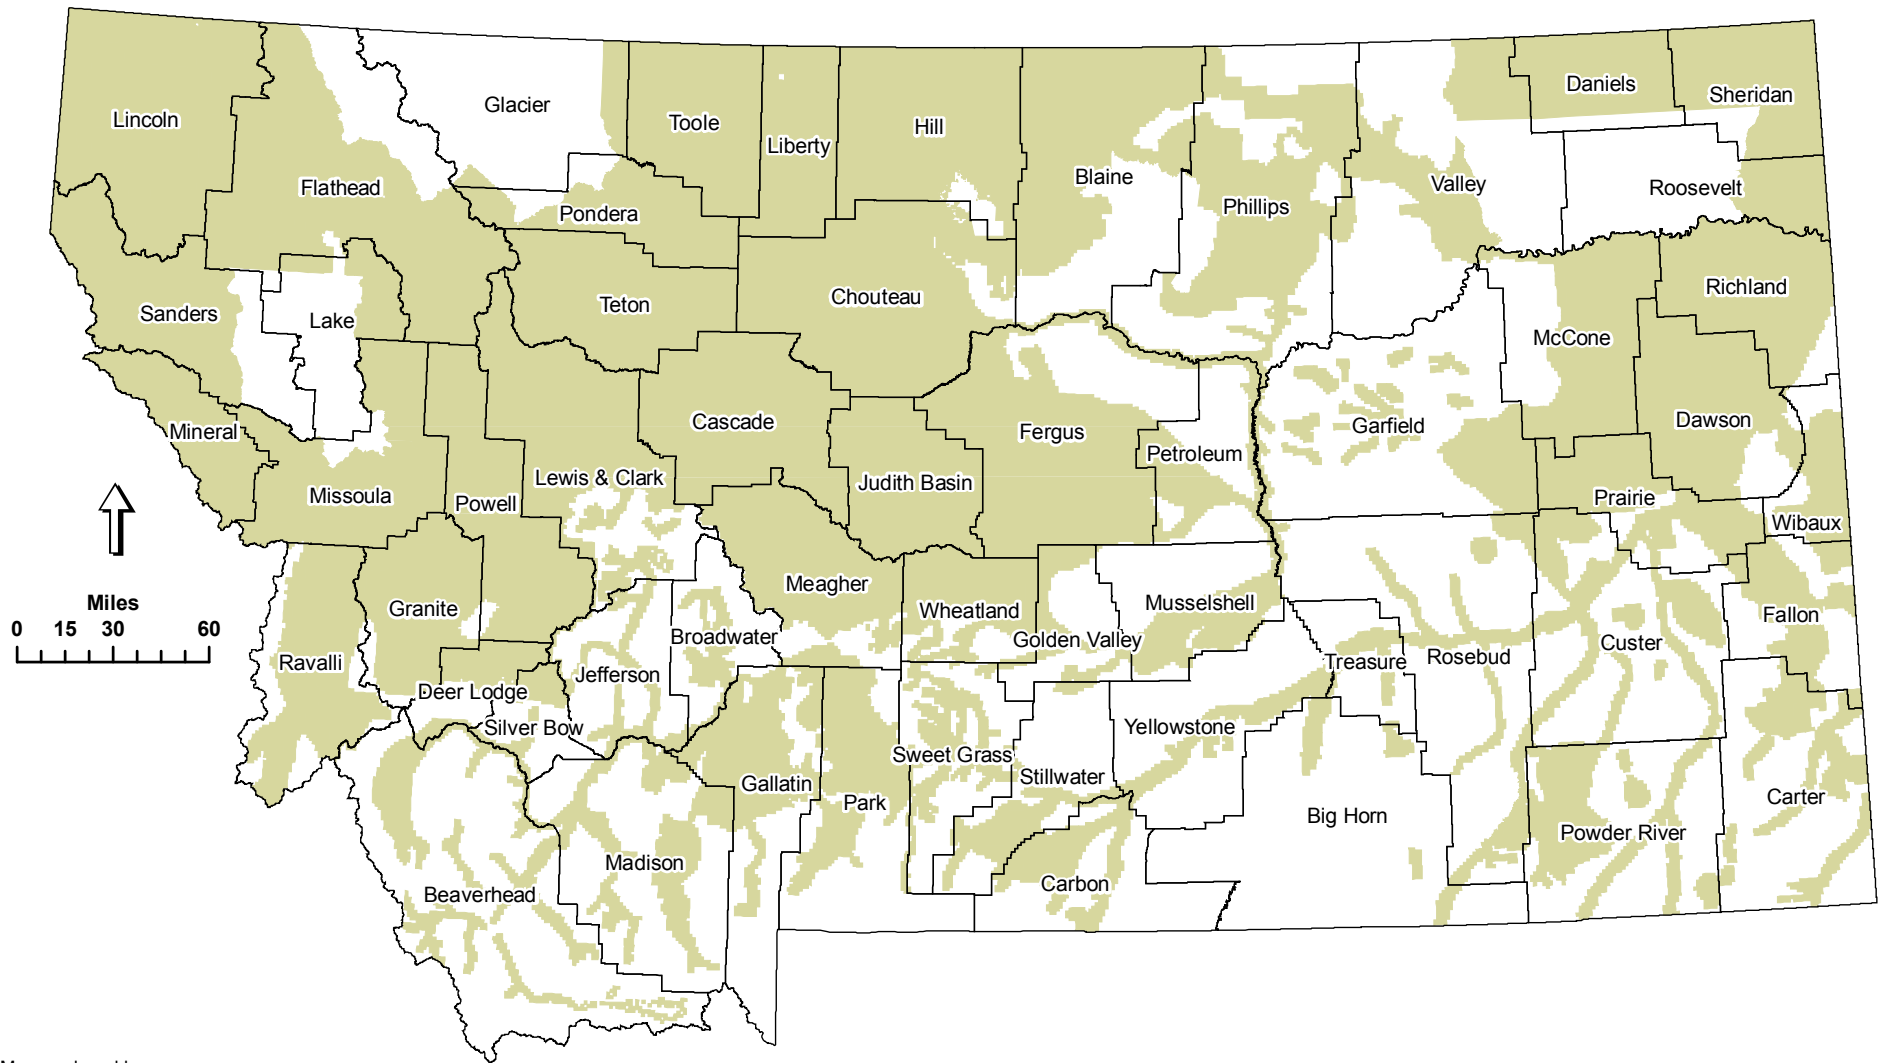 Daniels
Sheridan
Glacier
Lincoln
Toole
Hill
Liberty
Flathead
Blaine
Valley
Roosevelt
Phillips
Pondera
Richland
Chouteau
Teton
Sanders
Lake
McCone
Cascade
Fergus
Garfield
Dawson
Mineral
Petroleum
Lewis & Clark
Judith Basin
Missoula
Powell
Prairie
Wibaux
Meagher
Miles
Granite
Wheatland
Musselshell
Fallon
0 15 30 60
Broadwater
Golden Valley
Custer
Ravalli
Jefferson
Treasure
Rosebud
Deer Lodge
Silver Bow
Yellowstone
Sweet Grass
Stillwater
Gallatin
Park
Carter
Big Horn
Powder River
Madison
Carbon
Beaverhead